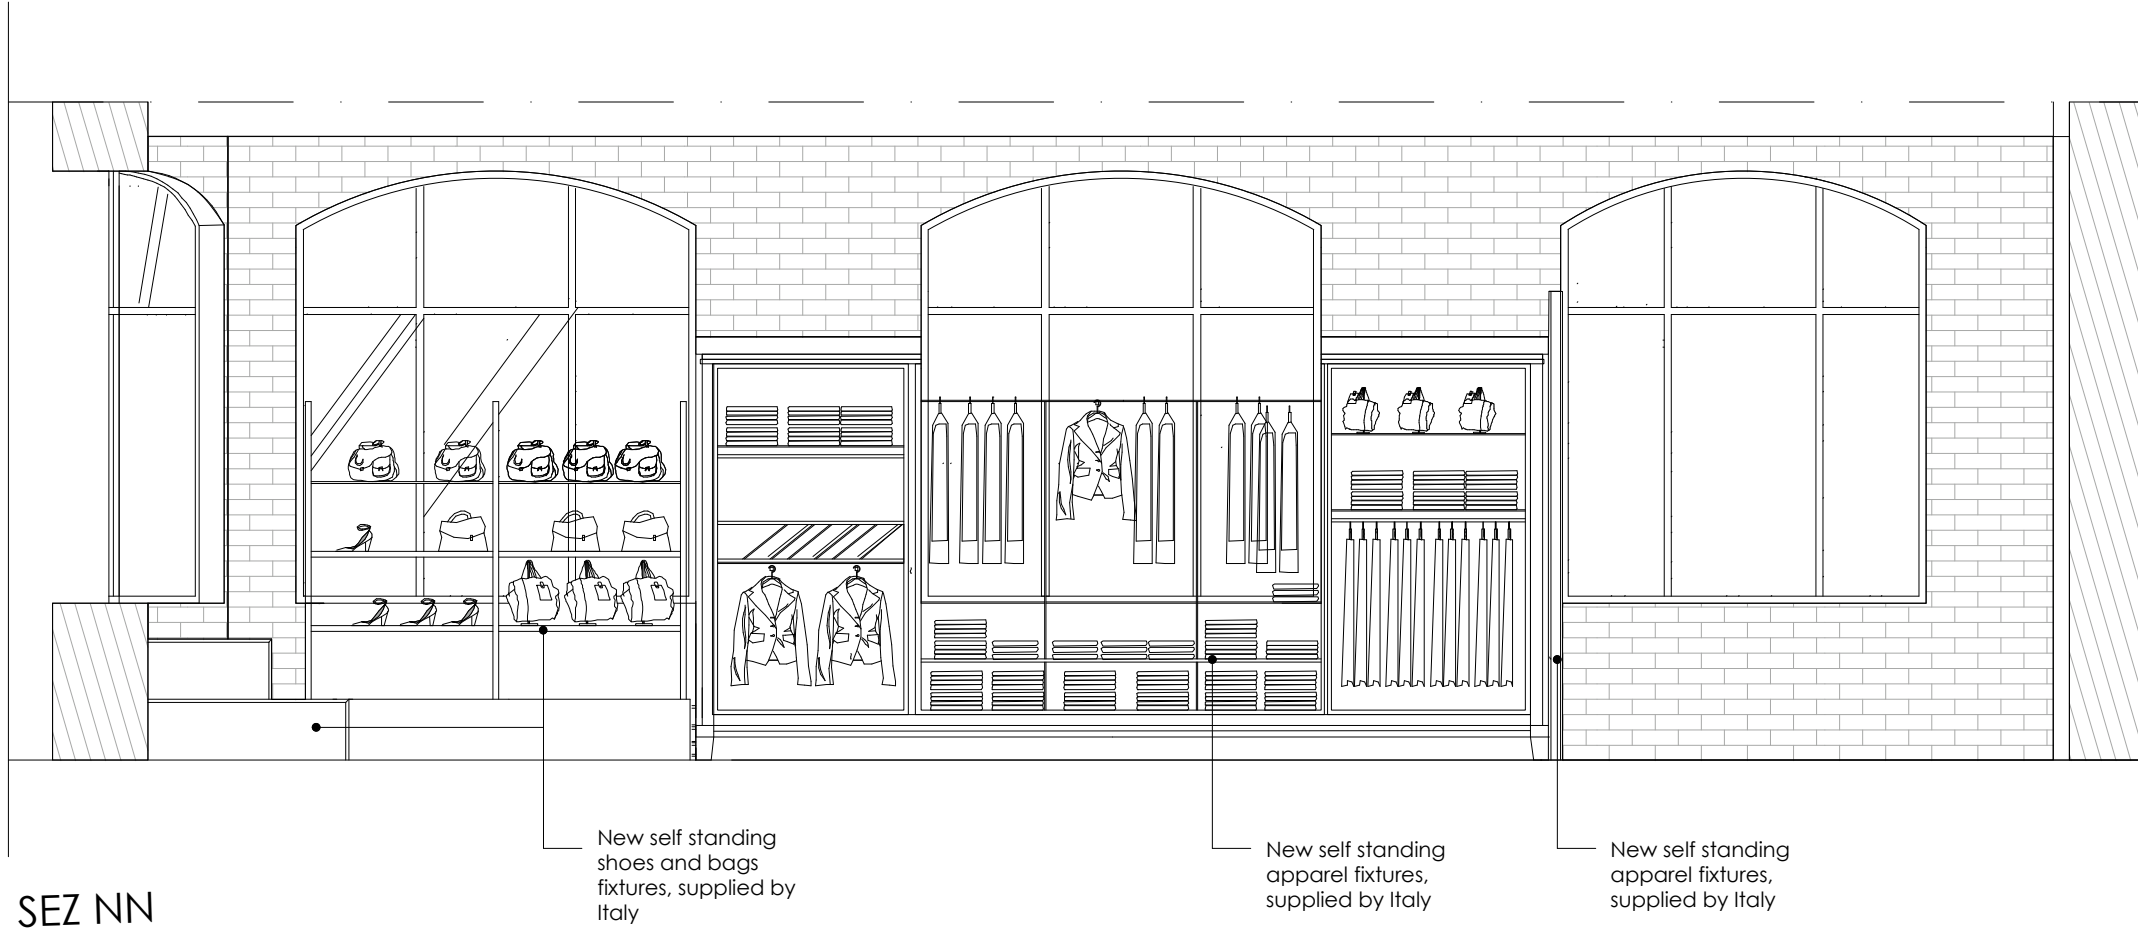 New self standing
shoes and bags
fixtures, supplied by
Italy
New self standing
apparel fixtures,
supplied by Italy
New self standing
apparel fixtures,
supplied by Italy
SEZ NN